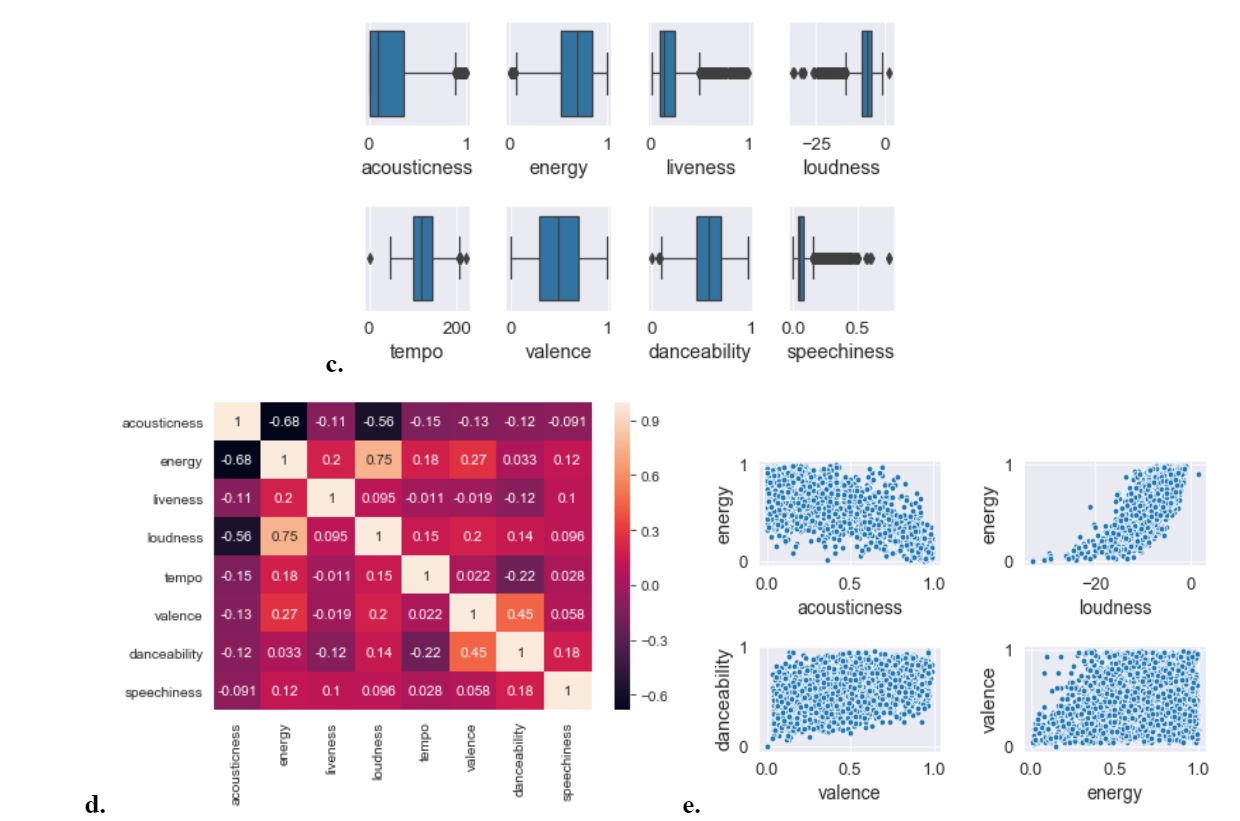 0 1
acousticness
0 1
energy
0 1
liveness
−25 0
loudness
0 200
tempo
0 1
valence
0 1
danceability
0.0 0.5
speechiness
c.
acousticness 1 -0.68 -0.11 -0.56 -0.15 -0.13 -0.12 -0.091
energy -0.68 1 0.2 0.75 0.18 0.27 0.033 0.12
liveness -0.11 0.2 1 0.095 -0.011 -0.019 -0.12 0.1
loudness -0.56 0.75 0.095 1 0.15 0.2 0.14 0.096
tempo -0.15 0.18 -0.011 0.15 1 0.022 -0.22 0.028
valence -0.13 0.27 -0.019 0.2 0.022 1 0.45 0.058
danceability -0.12 0.033 -0.12 0.14 -0.22 0.45 1 0.18
speechiness -0.091 0.12 0.1 0.096 0.028 0.058 0.18 1
acousticness
energy
liveness
loudness
tempo
valence
danceability
speechiness
0.9
0.6
0.3
0.0
−0.3
−0.6
d.
energy
1
0
0.0 0.5 1.0
acousticness
energy
1
0
−20 0
loudness
danceability
1
0
0.0 0.5 1.0
valence
valence
1
0
0.0 0.5 1.0
energy
e.